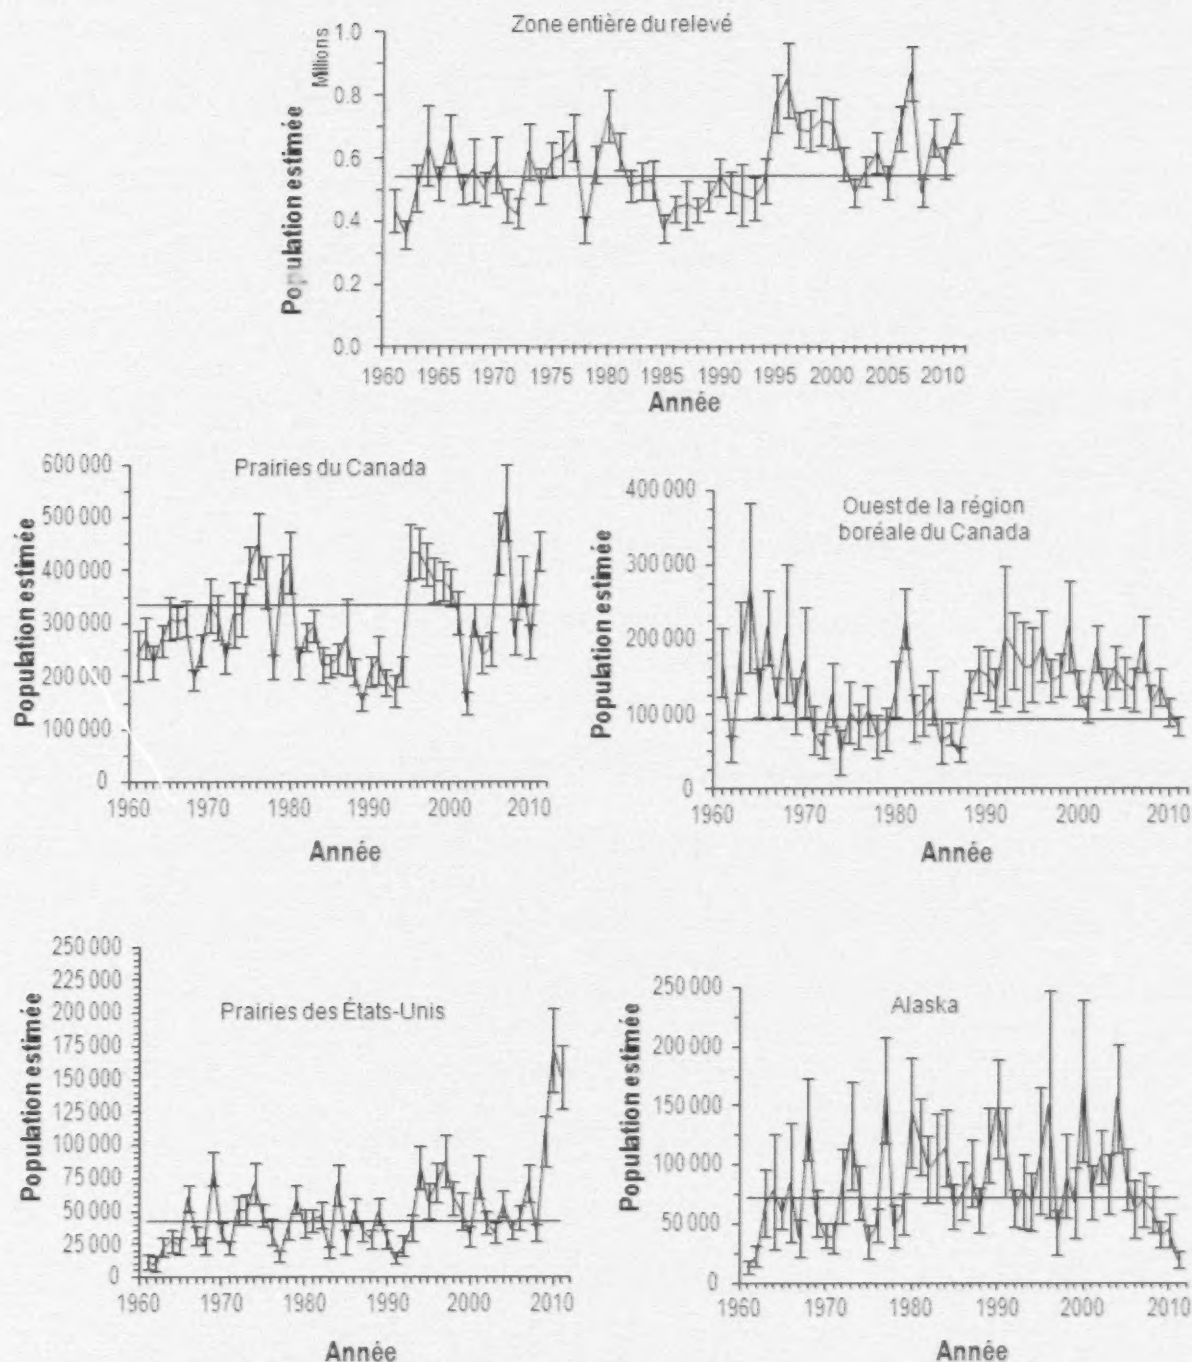 Zone entière du relevé
Millions
Population estimée
1.0
0.8
0.6
0.4
0.2
0.0
1960 1965 1970 1975 1980 1985 1990 1995 2000 2005 2010
Année
Prairies du Canada
Population estimée
600 000
500 000
400 000
300 000
200 000
100 000
0
1960 1970 1980 1990 2000 2010
Année
Ouest de la région
boréale du Canada
Population estimée
400 000
300 000
200 000
100 000
0
1960 1970 1980 1990 2000 2010
Année
Prairies des États-Unis
Population estimée
250 000
225 000
200 000
175 000
150 000
125 000
100 000
75 000
50 000
25 000
0
1960 1970 1980 1990 2000 2010
Année
Alaska
Population estimée
250 000
200 000
150 000
100 000
50 000
0
1960 1970 1980 1990 2000 2010
Année